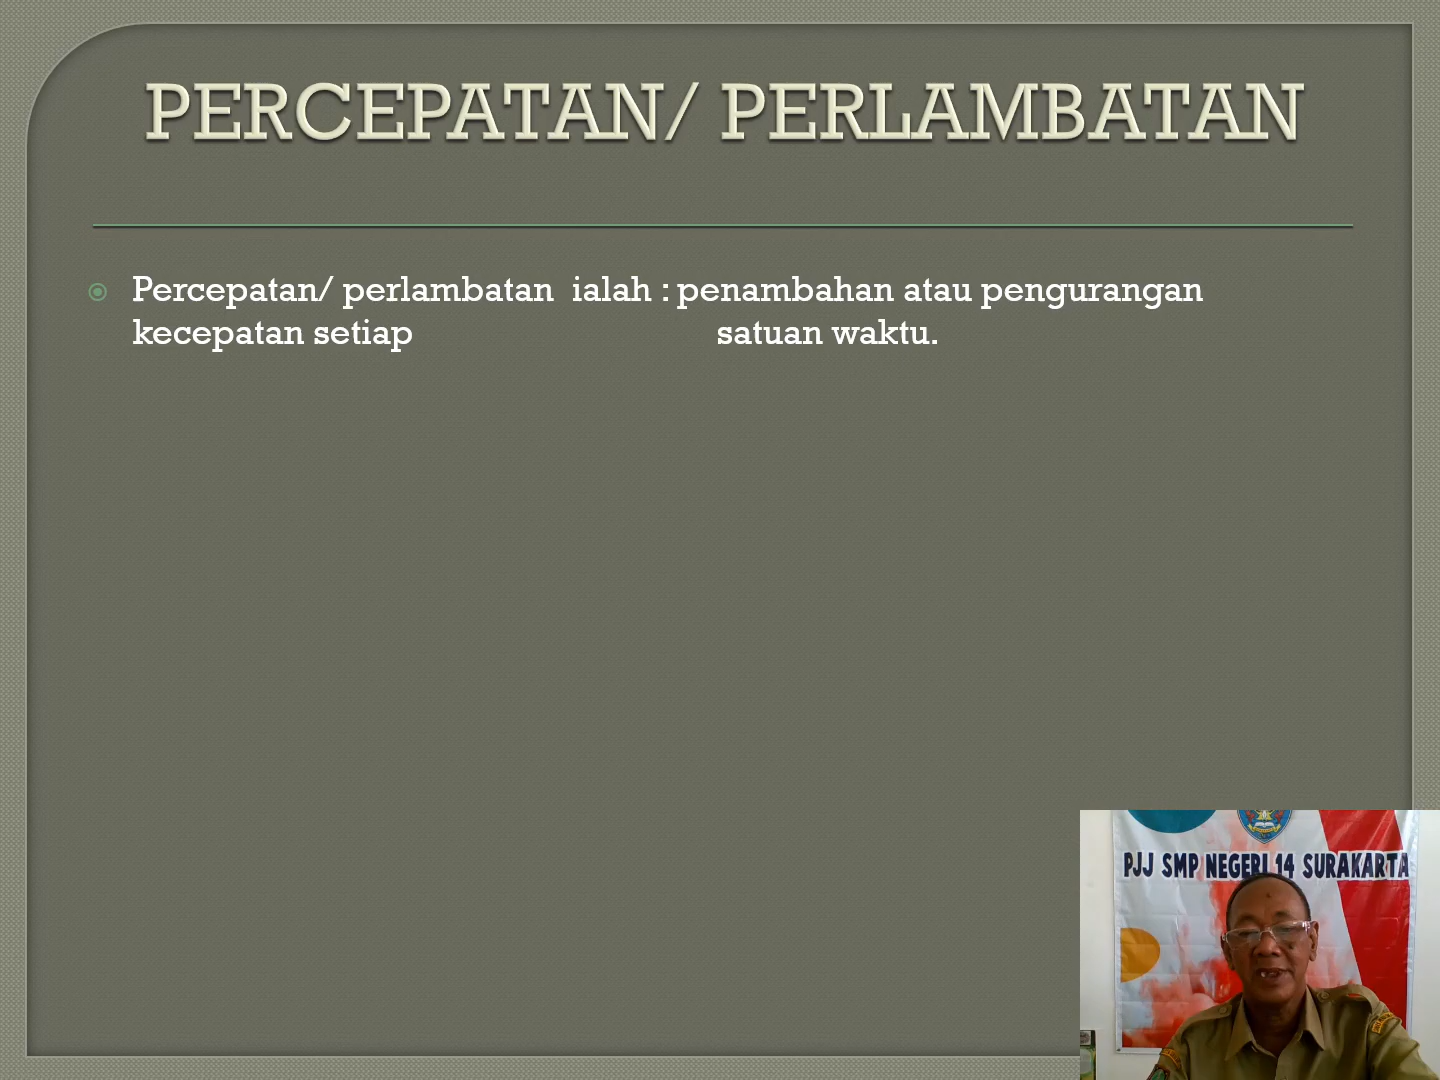 PERCEPATAN/ PERLAMBATAN
Percepatan/ perlambatan ialah : penambahan atau pengurangan
kecepatan setiap satuan waktu.
PJJ SMP NEGERI 14 SURAKARTA